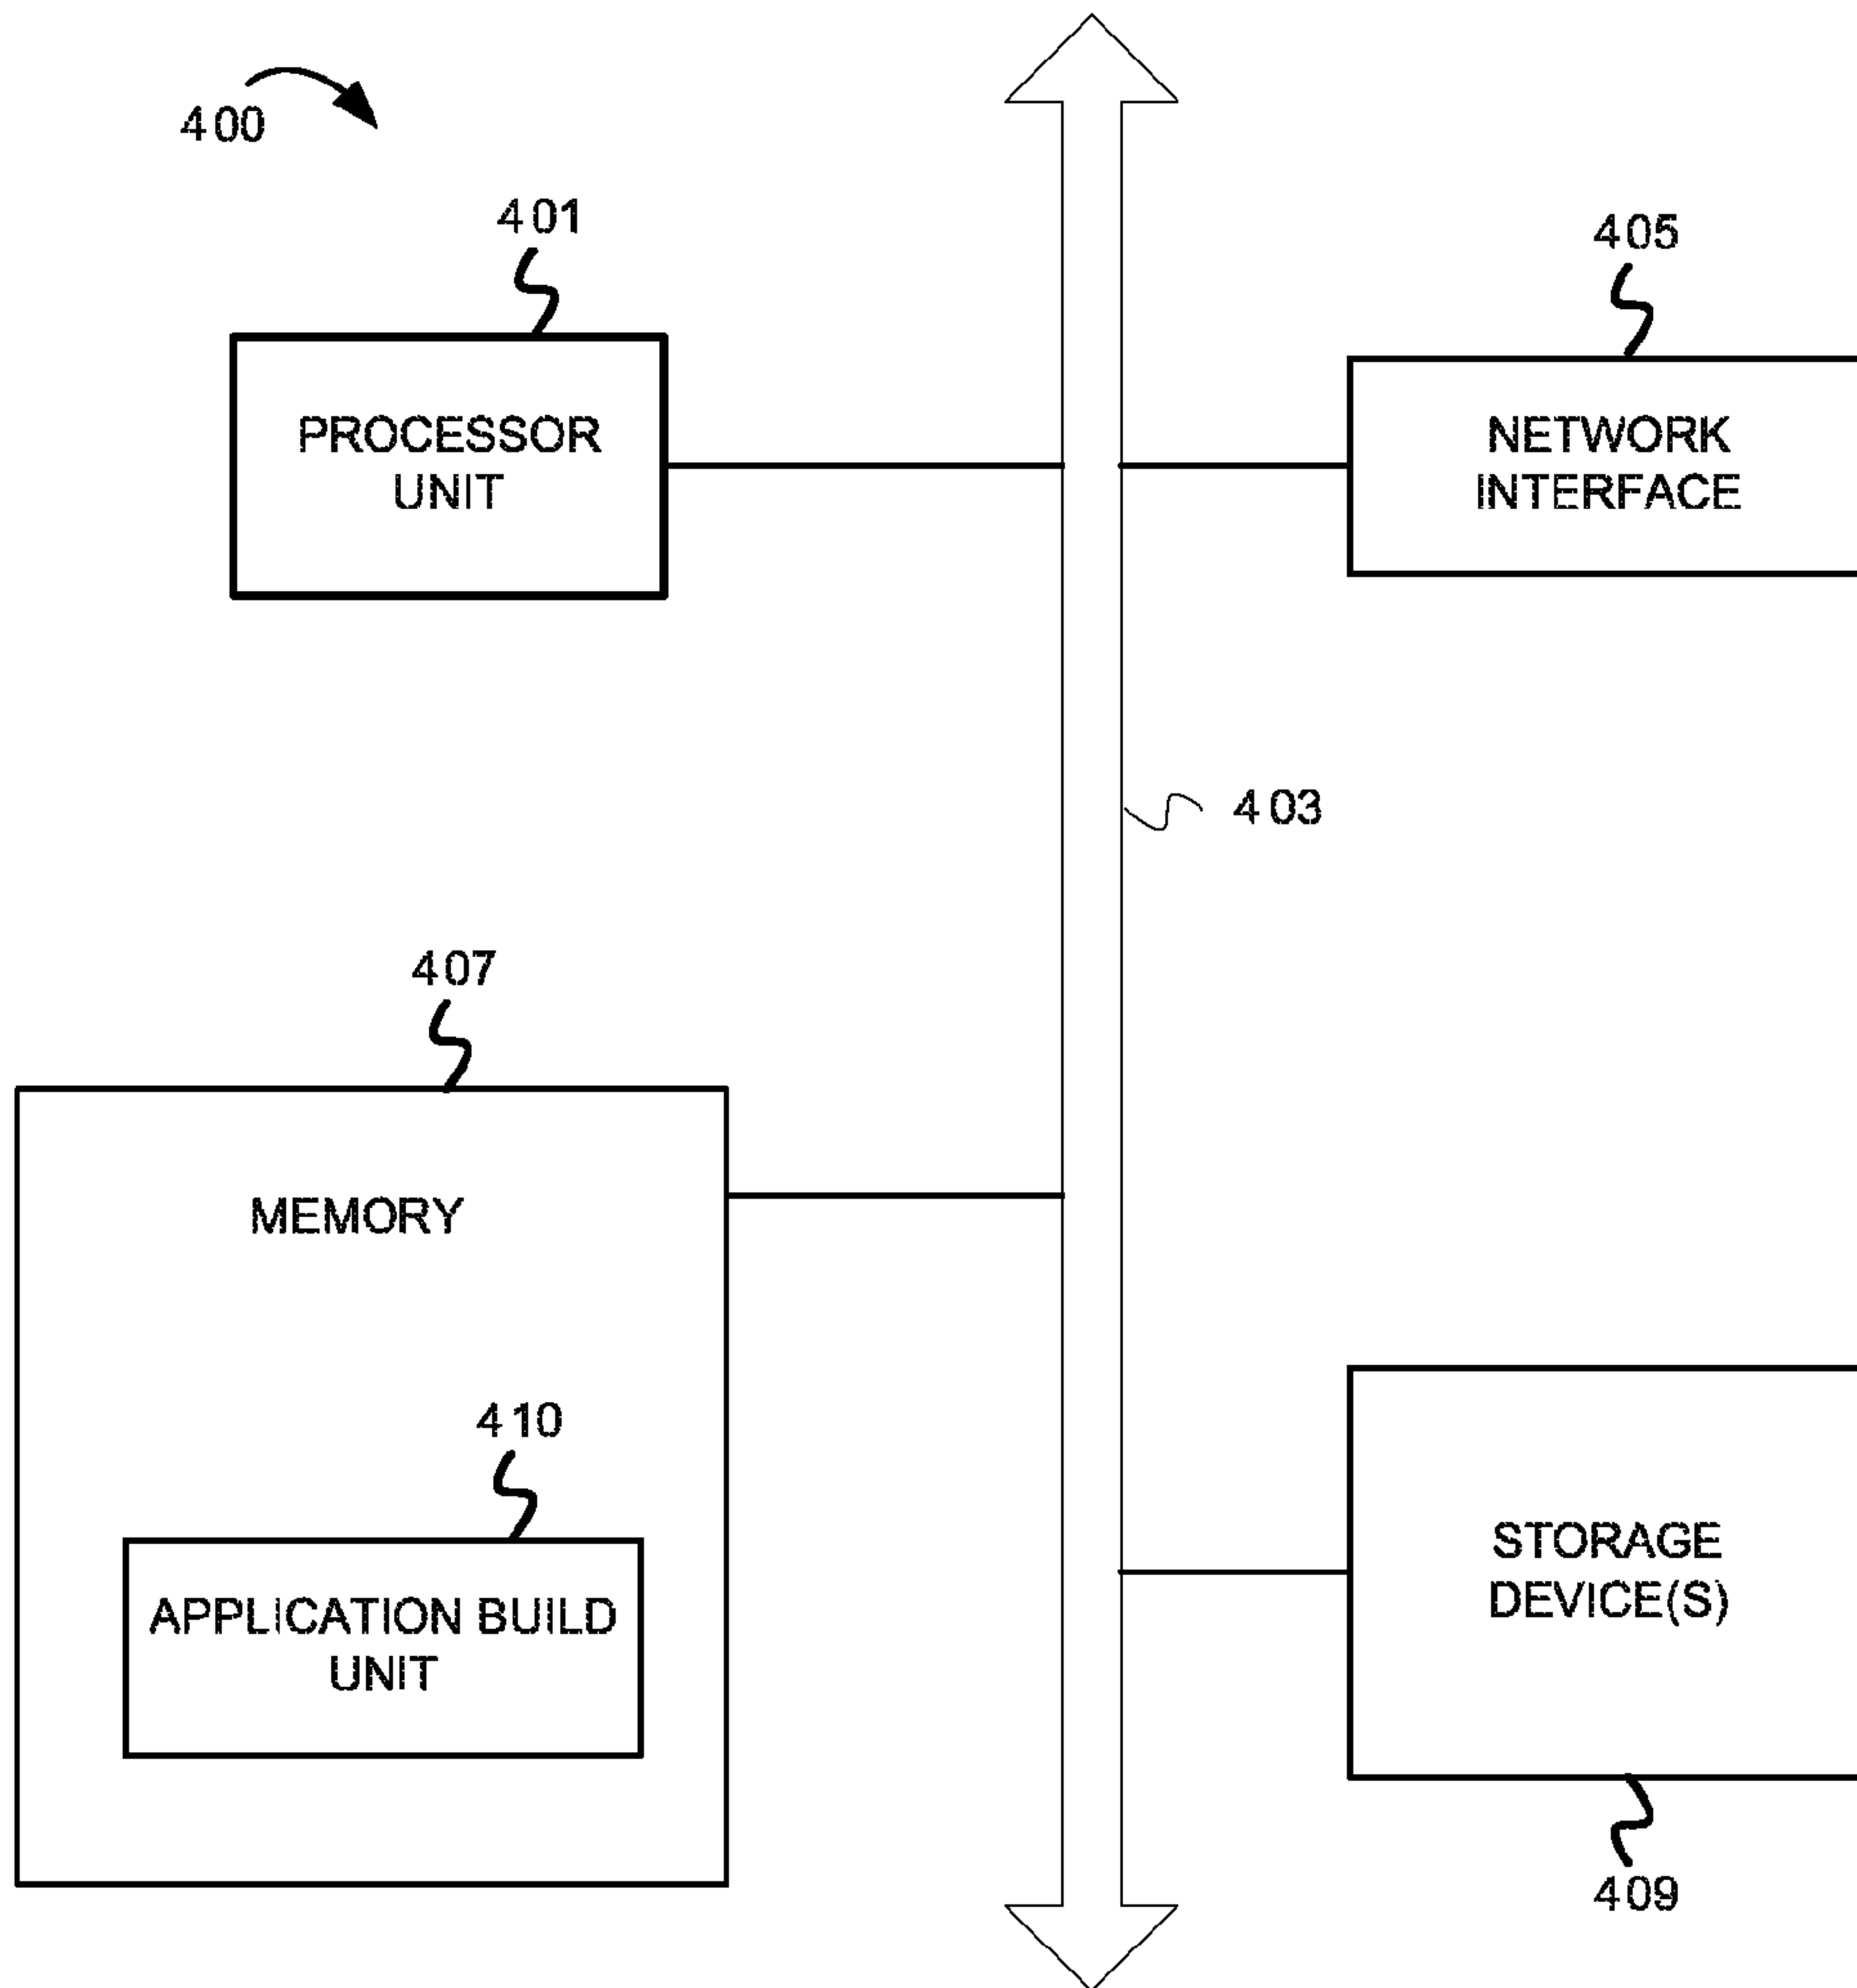 400
401
PROCESSOR
UNIT
405
NETWORK
INTERFACE
403
407
MEMORY
410
APPLICATION BUILD
UNIT
STORAGE
DEVICE(S)
409